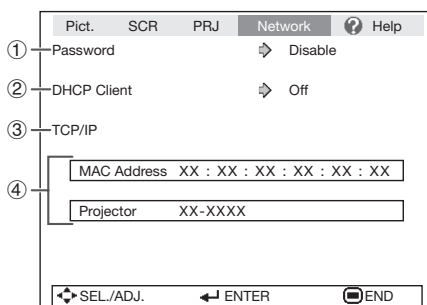 Pict. SCR PRJ Network ? Help
① Password Disable
② DHCP Client Off
③ TCP/IP
④
MAC Address XX : XX : XX : XX : XX : XX
Projector XX-XXXX
SEL./ADJ. ENTER END